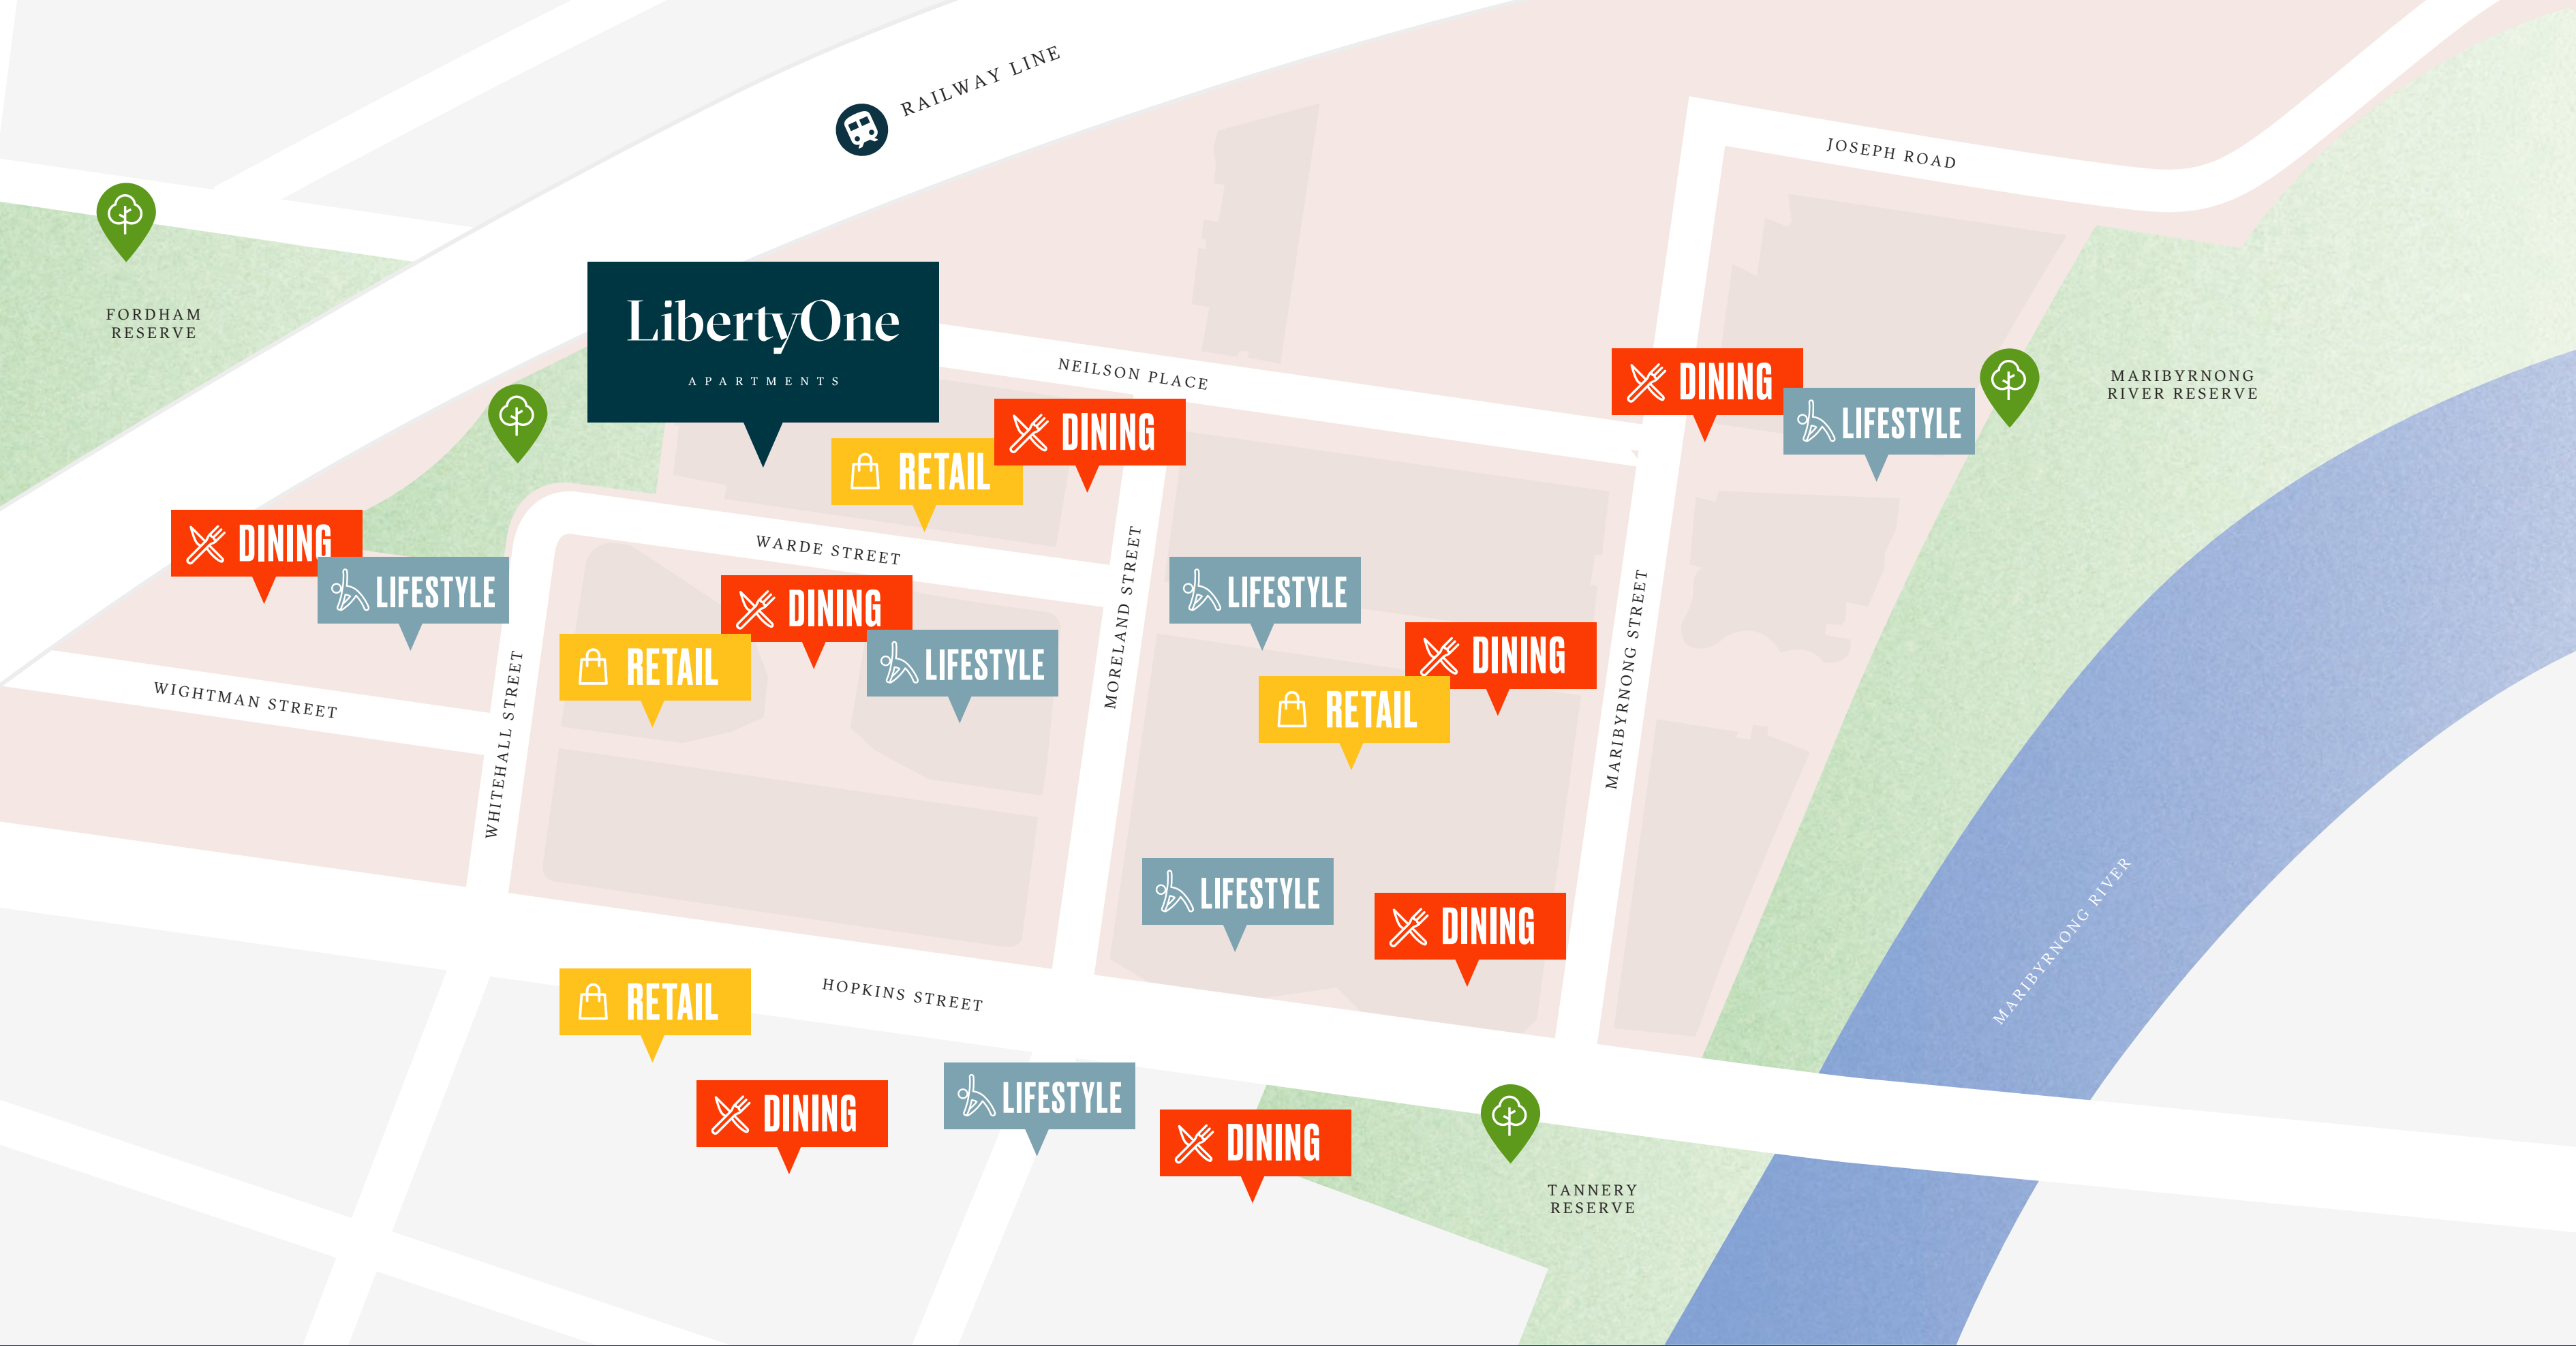 RAILWAY LINE
JOSEPH ROAD
FORDHAM
RESERVE
LibertyOne
APARTMENTS
NEILSON PLACE
MARIBYRNONG
RIVER RESERVE
DINING
LIFESTYLE
DINING
RETAIL
DINING
LIFESTYLE
WARDE STREET
DINING
RETAIL
LIFESTYLE
MORELAND STREET
LIFESTYLE
DINING
RETAIL
MARIBYRNONG STREET
WIGHTMAN STREET
WHITEHALL STREET
LIFESTYLE
DINING
MARIBYRNONG RIVER
RETAIL
HOPKINS STREET
DINING
LIFESTYLE
DINING
TANNERY
RESERVE